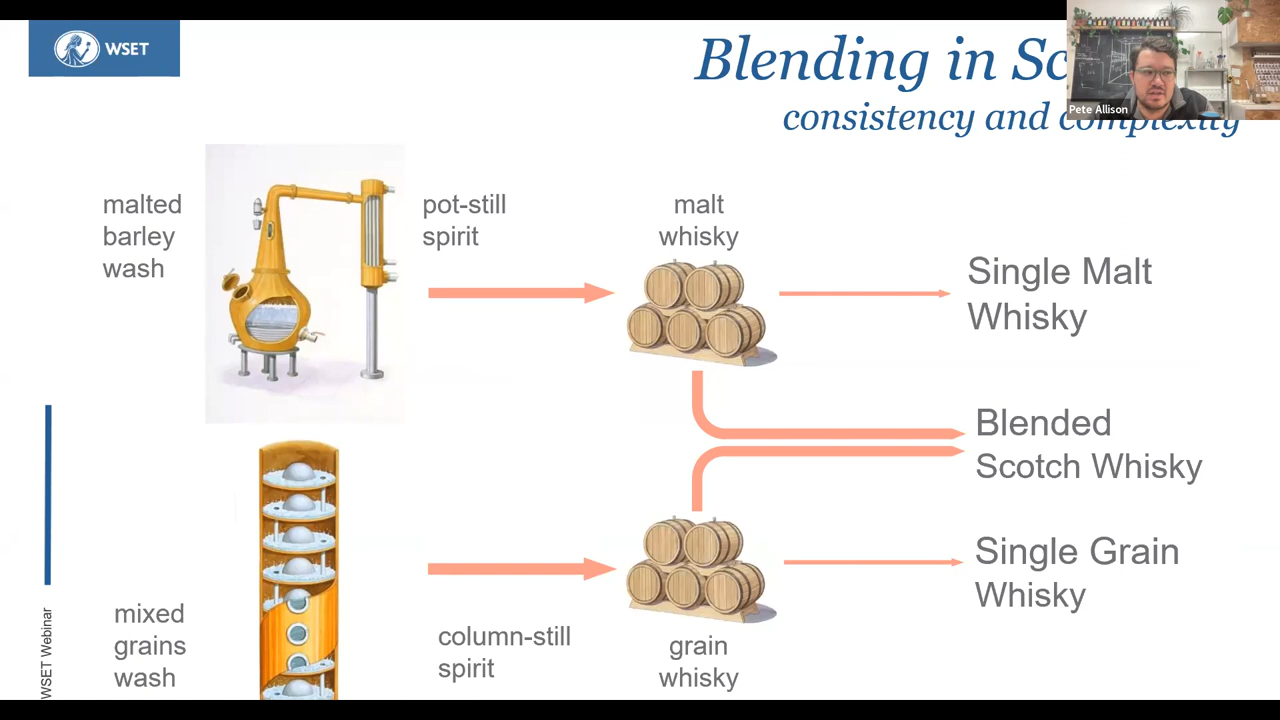 WSET
Blending in Sc
consistency and complexity
Pete Allison
malted
barley
wash
pot-still
spirit
malt
whisky
Single Malt
Whisky
Blended
Scotch Whisky
Single Grain
Whisky
mixed
grains
wash
column-still
spirit
grain
whisky
WSET Webinar